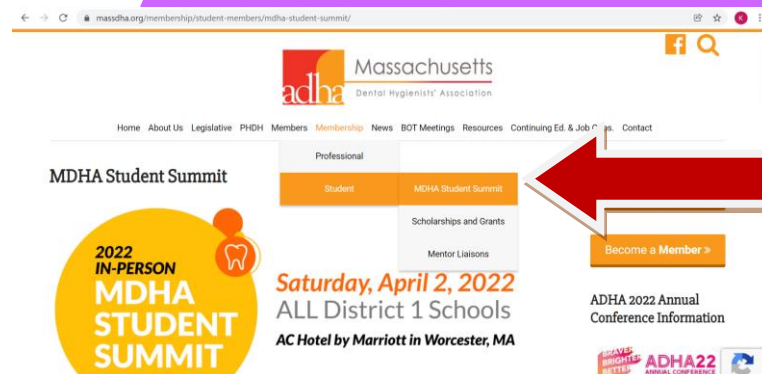 massdha.org/membership/student-members/mdha-student-summit/
K
adha
Massachusetts
Dental Hygienists' Association
Home About Us Legislative PHDH Members Membership News BOT Meetings Resources Continuing Ed. & Job Contact
Professional
Student
MDHA Student Summit
Scholarships and Grants
Mentor Liaisons
MDHA Student Summit
2022
IN-PERSON
MDHA
STUDENT
SUMMIT
Saturday, April 2, 2022
ALL District 1 Schools
AC Hotel by Marriott in Worcester, MA
Become a Member »
ADHA 2022 Annual
Conference Information
BRAVER
BRIGHTER
BETTER
ADHA22
ANNUAL CONFERENCE